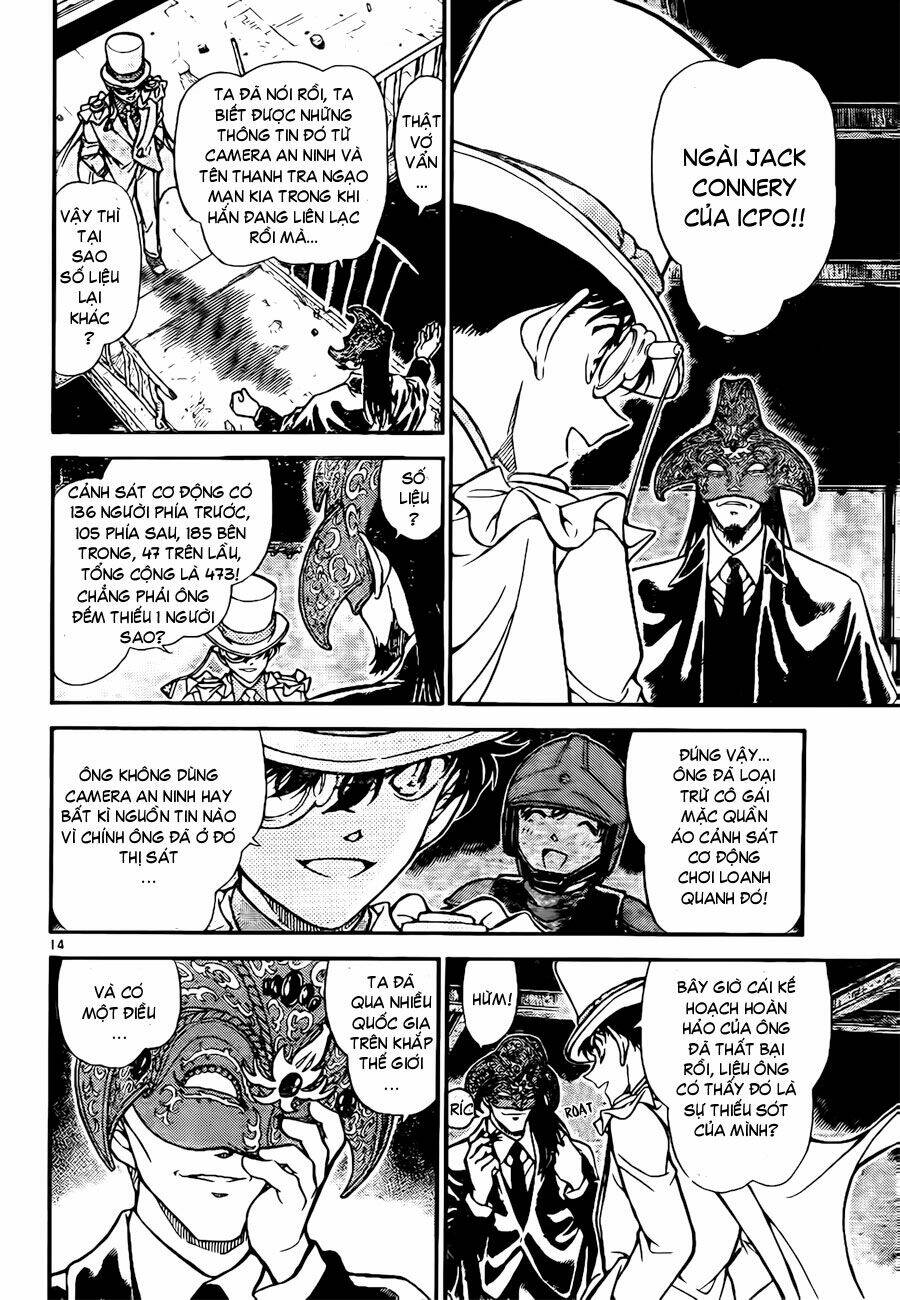 NGÀI JACK
CONNERY
CỦA ICPO!!
THẬT
VỢ
VẨN
...
TA ĐÃ NÓI RỒI, TA
BIẾT ĐƯỢC NHỮNG
THÔNG TIN ĐÓ TỪ
CAMERA AN NINH VÀ
TÊN THANH TRA NGẠO
MẠN KIA TRONG KHI
HẮN ĐANG LIÊN LẠC
RỒI MÀ...
VẬY THÌ
TẠI
SAO
SỐ LIỆU
LẠI
KHÁC
?
SỐ
LIỆU
?
CẢNH SÁT CƠ ĐỘNG CÓ
136 NGƯỜI PHÍA TRƯỚC,
105 PHÍA SAU, 185 BÊN
TRONG, 47 TRÊN LẦU,
TỔNG CỘNG LÀ 473!
CHẲNG PHẢI ÔNG
ĐẾM THIẾU 1 NGƯỜI
SAO?
ĐÚNG VẬY...
ÔNG ĐÃ LOẠI
TRỪ CÔ GÁI
MẶC QUẦN
ÁO CẢNH SÁT
CƠ ĐỘNG
CHƠI LOANH
QUANH ĐÓ!
ÔNG KHÔNG DÙNG
CAMERA AN NINH HAY
BẤT KÌ NGUỒN TIN NÀO
VÌ CHÍNH ÔNG ĐÃ Ở ĐÓ
THỊ SÁT
...
14
BÂY GIỜ CÁI KẾ
HOẠCH HOÀN
HẢO CỦA ÔNG
ĐÃ THẤT BẠI
RỒI, LIỆU ÔNG
CÓ THẤY ĐÓ LÀ
SỰ THIẾU SÓT
CỦA MÌNH?
HỪM!
RÍC
ROẠT
TA ĐÃ
QUA NHIỀU
QUỐC GIA
TRÊN KHẮP
THẾ GIỚI
...
VÀ CÓ
MỘT ĐIỀU
...